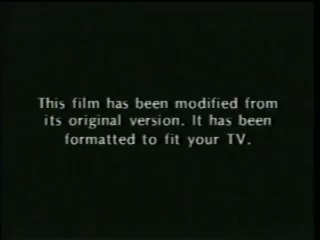 This film has been modified from
its original version. It has been
formatted to fit your TV.